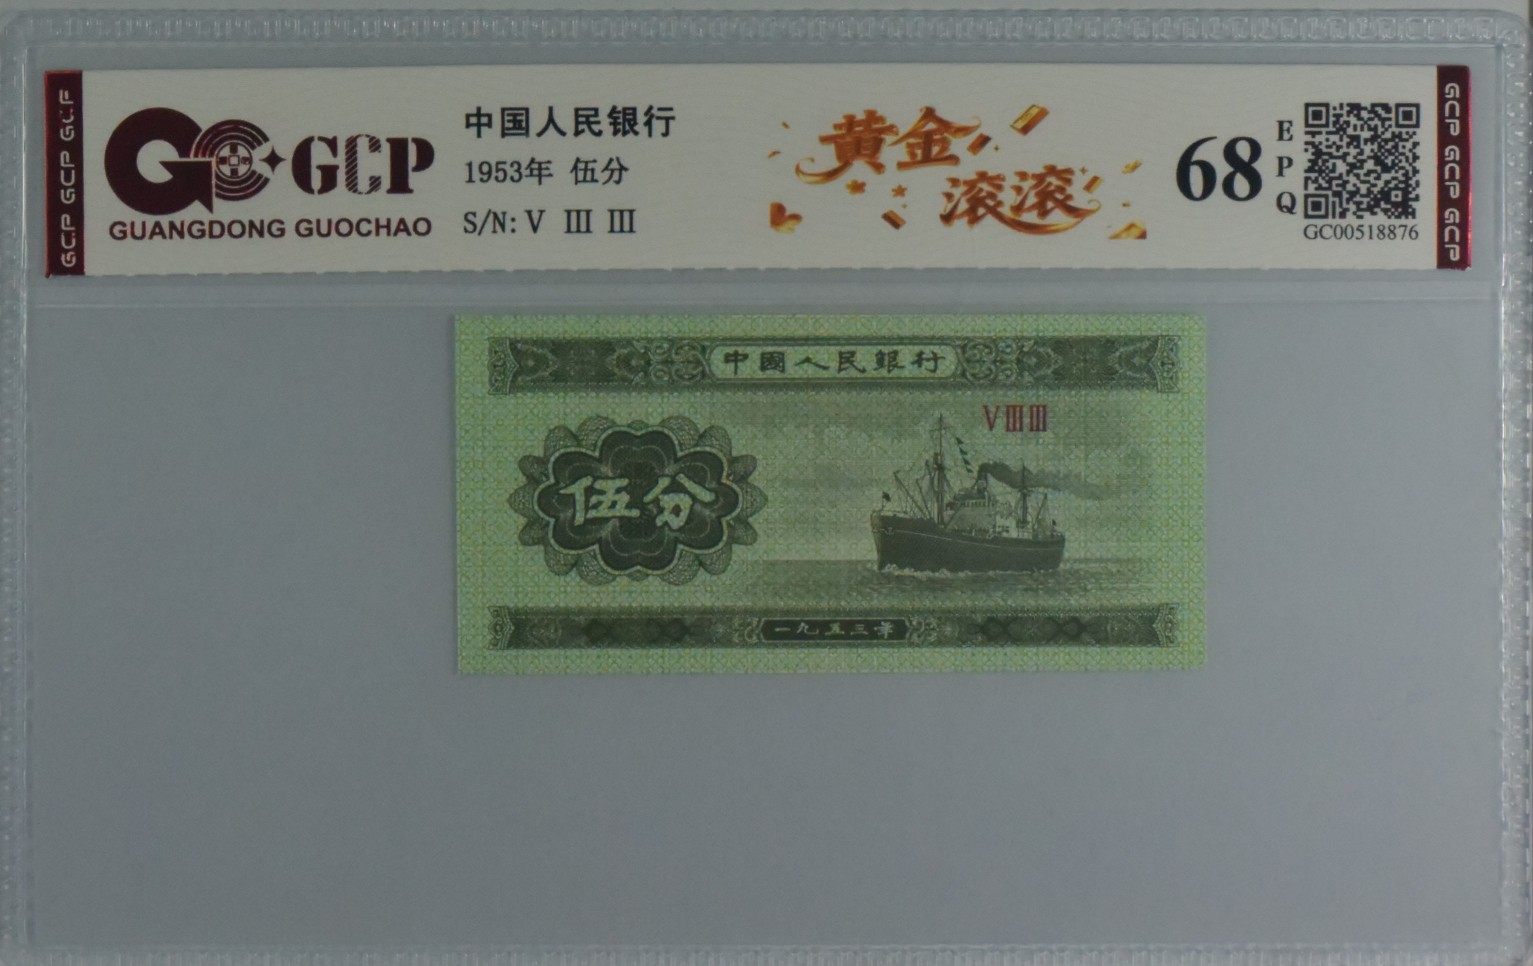 GCP GCP GCP
GCP
GUANGDONG GUOCHAO
中国人民银行
1953年 伍分
S/N: V III III
黄金
滚滚
68
EPQ
GC00518876
GCP GCP GCP
中國人民銀行
V III III
伍分
一九五三年